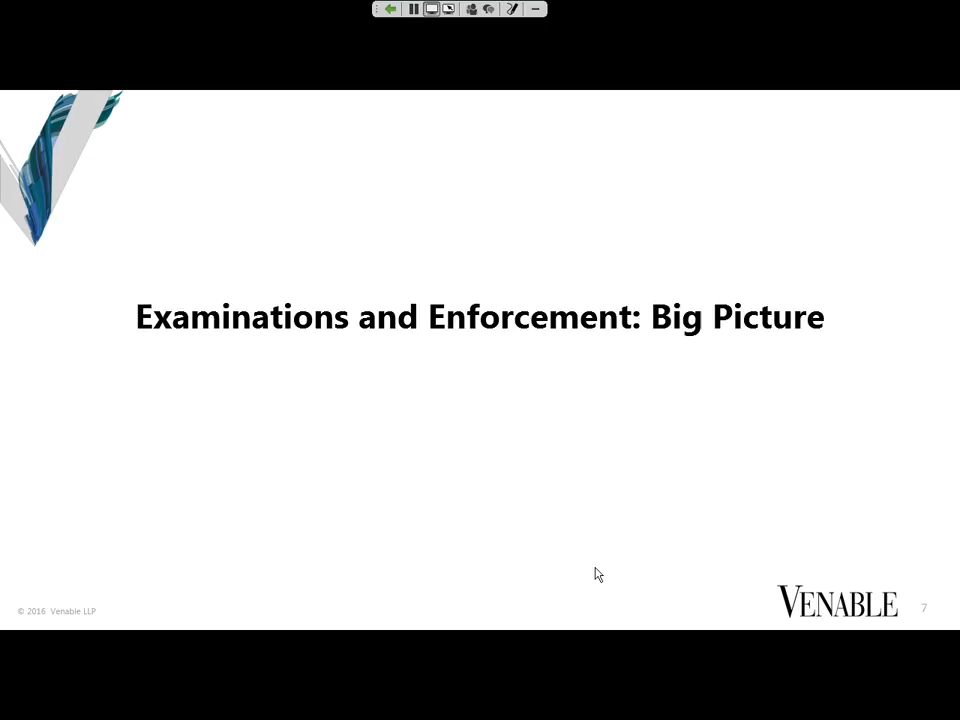 Examinations and Enforcement: Big Picture
© 2016 Venable LLP
VENABLE
7